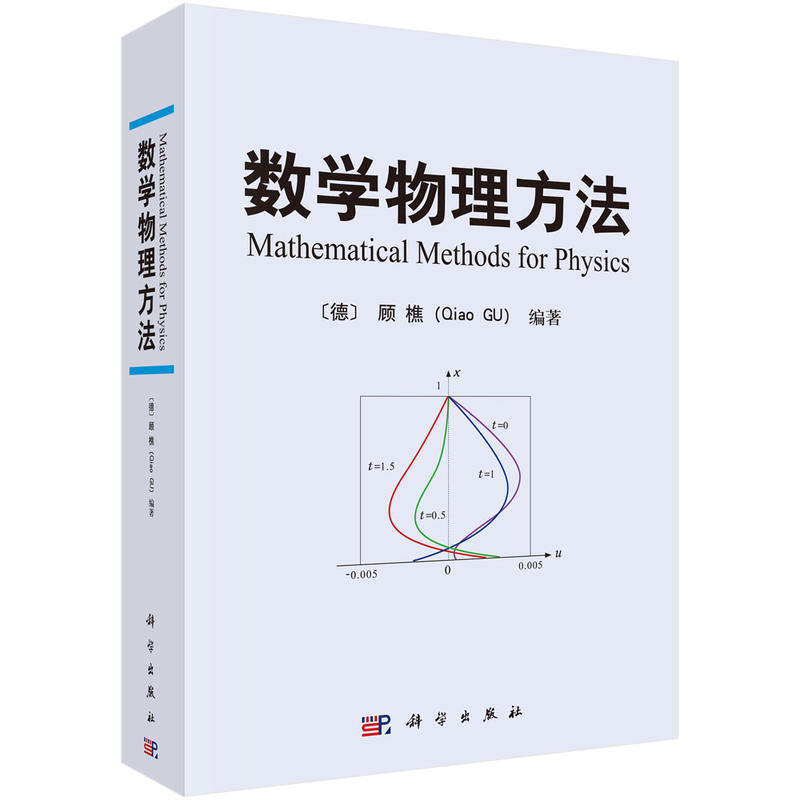 数学物理方法
Mathematical Methods for Physics
〔德〕 顾 樵 (Qiao GU) 编著
x
1
t=0
t=1.5
t=1
t=0.5
u
-0.005
0
0.005
SP 科学出版社
数学物理方法
Mathematical Methods for Physics
〔德〕 顾 樵 (Qiao GU) 编著
科学出版社
SP